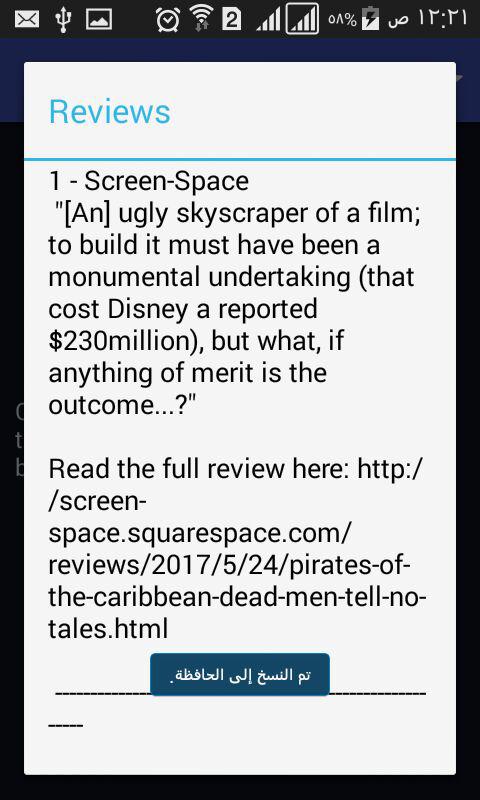 ٥٨% ص ١٢:٢١
2
Reviews
1 - Screen-Space
"[An] ugly skyscraper of a film;
to build it must have been a
monumental undertaking (that
cost Disney a reported
$230million), but what, if
anything of merit is the
outcome...?"
Read the full review here: http:/
/screen-
space.squarespace.com/
reviews/2017/5/24/pirates-of-
the-caribbean-dead-men-tell-no-
tales.html
تم النسخ إلى الحافظة.